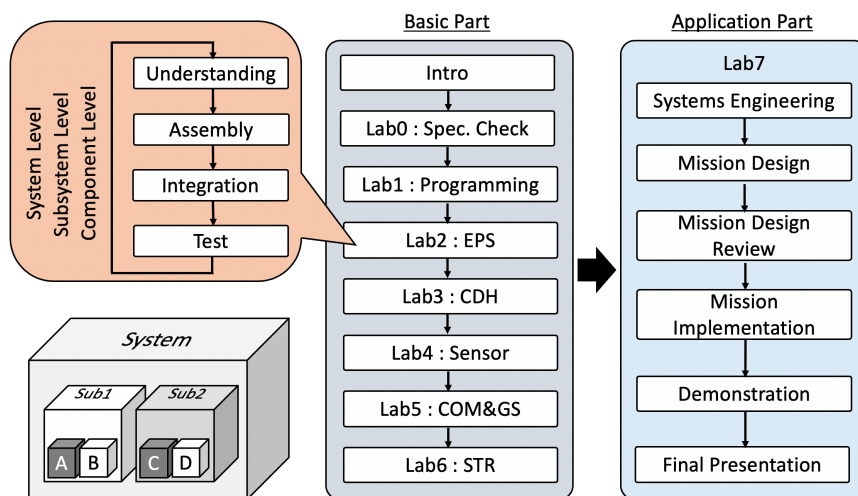 Basic Part
Application Part
Understanding
Assembly
Integration
Test
System Level
Subsystem Level
Component Level
Intro
Lab0 : Spec. Check
Lab1 : Programming
Lab2 : EPS
Lab3 : CDH
Lab4 : Sensor
Lab5 : COM&GS
Lab6 : STR
Lab7
Systems Engineering
Mission Design
Mission Design
Review
Mission
Implementation
Demonstration
Final Presentation
System
Sub1
Sub2
A
B
C
D